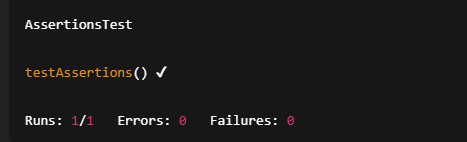 AssertionsTest
testAssertions() ✔
Runs: 1/1   Errors: 0   Failures: 0